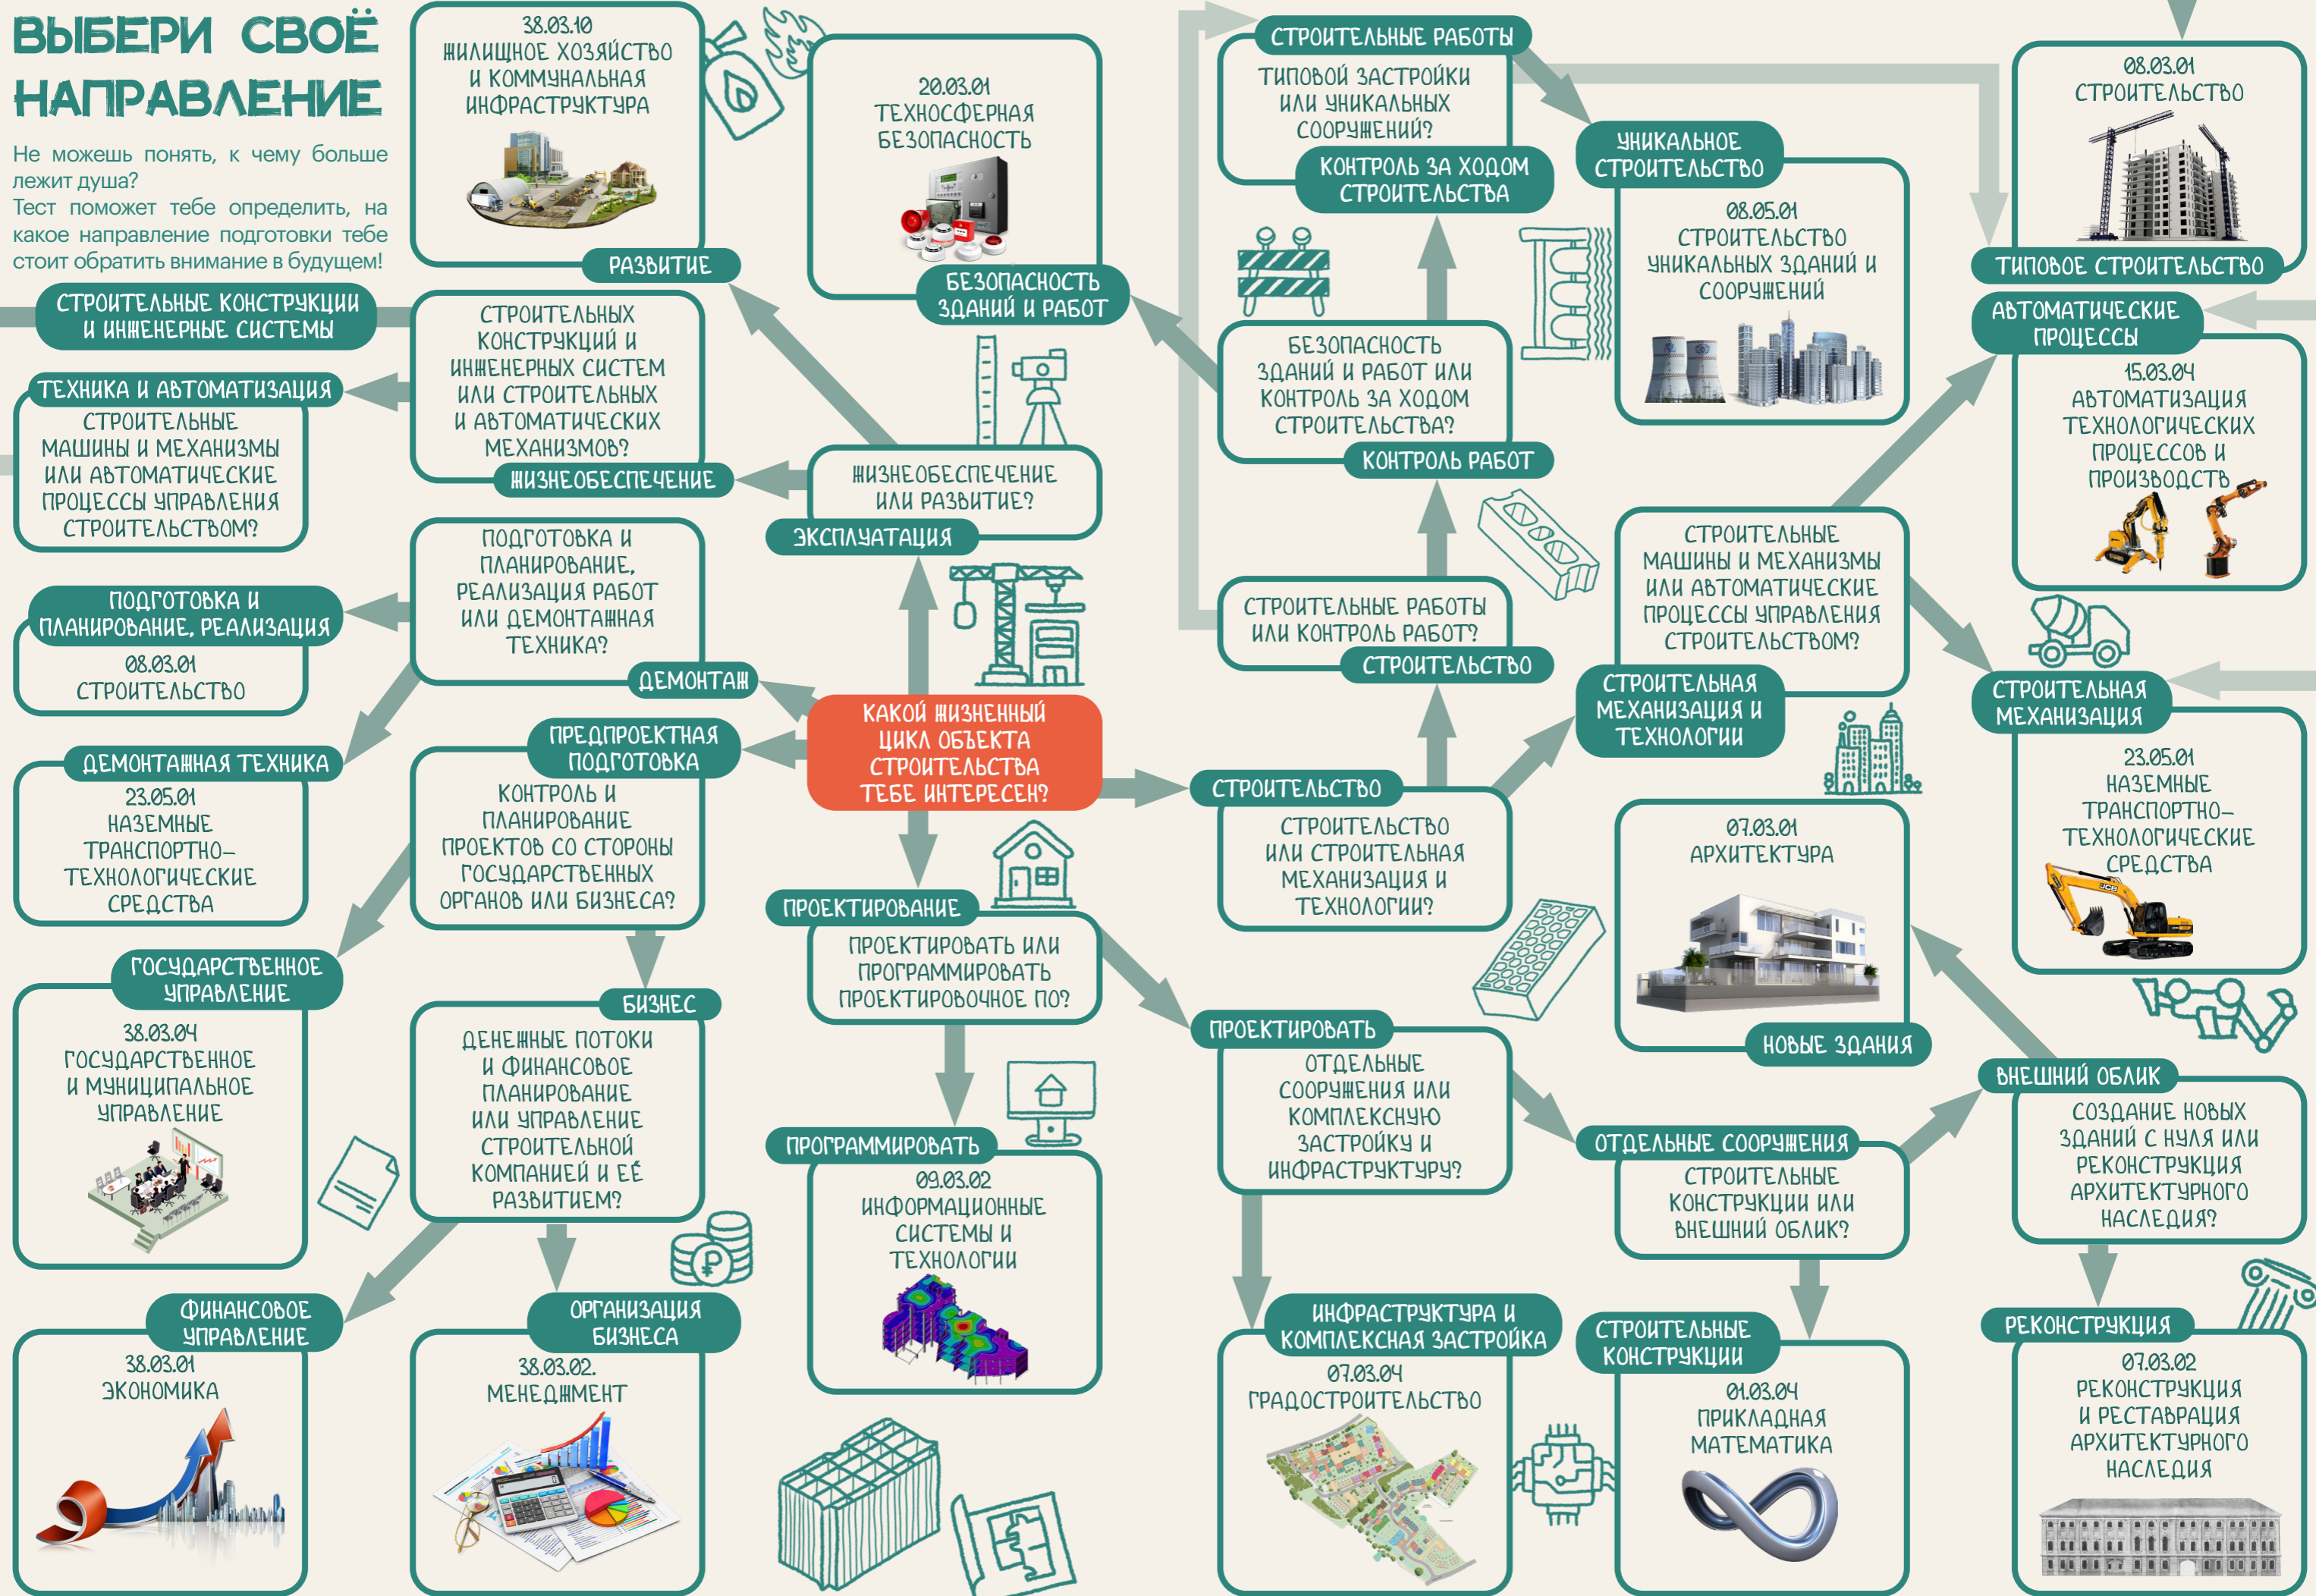 ВЫБЕРИ СВОЁ
НАПРАВЛЕНИЕ
Не можешь понять, к чему больше
лежит душа?
Тест поможет тебе определить, на
какое направление подготовки тебе
стоит обратить внимание в будущем!
СТРОИТЕЛЬНЫЕ КОНСТРУКЦИИ
И ИНЖЕНЕРНЫЕ СИСТЕМЫ
ТЕХНИКА И АВТОМАТИЗАЦИЯ
СТРОИТЕЛЬНЫЕ
МАШИНЫ И МЕХАНИЗМЫ
ИЛИ АВТОМАТИЧЕСКИЕ
ПРОЦЕССЫ УПРАВЛЕНИЯ
СТРОИТЕЛЬСТВОМ?
ПОДГОТОВКА И
ПЛАНИРОВАНИЕ, РЕАЛИЗАЦИЯ
08.03.01
СТРОИТЕЛЬСТВО
ДЕМОНТАЖНАЯ ТЕХНИКА
23.05.01
НАЗЕМНЫЕ
ТРАНСПОРТНО-
ТЕХНОЛОГИЧЕСКИЕ
СРЕДСТВА
ГОСУДАРСТВЕННОЕ
УПРАВЛЕНИЕ
38.03.04
ГОСУДАРСТВЕННОЕ
И МУНИЦИПАЛЬНОЕ
УПРАВЛЕНИЕ
ФИНАНСОВОЕ
УПРАВЛЕНИЕ
38.03.01
ЭКОНОМИКА
38.03.10
ЖИЛИЩНОЕ ХОЗЯЙСТВО
И КОММУНАЛЬНАЯ
ИНФРАСТРУКТУРА
РАЗВИТИЕ
СТРОИТЕЛЬНЫХ
КОНСТРУКЦИЙ И
ИНЖЕНЕРНЫХ СИСТЕМ
ИЛИ СТРОИТЕЛЬНЫХ
И АВТОМАТИЧЕСКИХ
МЕХАНИЗМОВ?
ЖИЗНЕОБЕСПЕЧЕНИЕ
ПОДГОТОВКА И
ПЛАНИРОВАНИЕ,
РЕАЛИЗАЦИЯ РАБОТ
ИЛИ ДЕМОНТАЖНАЯ
ТЕХНИКА?
ДЕМОНТАЖ
ПРЕДПРОЕКТНАЯ
ПОДГОТОВКА
КОНТРОЛЬ И
ПЛАНИРОВАНИЕ
ПРОЕКТОВ СО СТОРОНЫ
ГОСУДАРСТВЕННЫХ
ОРГАНОВ ИЛИ БИЗНЕСА?
БИЗНЕС
ДЕНЕЖНЫЕ ПОТОКИ
И ФИНАНСОВОЕ
ПЛАНИРОВАНИЕ
ИЛИ УПРАВЛЕНИЕ
СТРОИТЕЛЬНОЙ
КОМПАНИЕЙ И ЕЁ
РАЗВИТИЕМ?
ОРГАНИЗАЦИЯ
БИЗНЕСА
38.03.02.
МЕНЕДЖМЕНТ
20.03.01
ТЕХНОСФЕРНАЯ
БЕЗОПАСНОСТЬ
БЕЗОПАСНОСТЬ
ЗДАНИЙ И РАБОТ
ЖИЗНЕОБЕСПЕЧЕНИЕ
ИЛИ РАЗВИТИЕ?
ЭКСПЛУАТАЦИЯ
КАКОЙ ЖИЗНЕННЫЙ
ЦИКЛ ОБЪЕКТА
СТРОИТЕЛЬСТВА
ТЕБЕ ИНТЕРЕСЕН?
ПРОЕКТИРОВАНИЕ
ПРОЕКТИРОВАТЬ ИЛИ
ПРОГРАММИРОВАТЬ
ПРОЕКТИРОВОЧНОЕ ПО?
ПРОГРАММИРОВАТЬ
09.03.02
ИНФОРМАЦИОННЫЕ
СИСТЕМЫ И
ТЕХНОЛОГИИ
СТРОИТЕЛЬНЫЕ РАБОТЫ
ТИПОВОЙ ЗАСТРОЙКИ
ИЛИ УНИКАЛЬНЫХ
СООРУЖЕНИЙ?
КОНТРОЛЬ ЗА ХОДОМ
СТРОИТЕЛЬСТВА
БЕЗОПАСНОСТЬ
ЗДАНИЙ И РАБОТ ИЛИ
КОНТРОЛЬ ЗА ХОДОМ
СТРОИТЕЛЬСТВА?
КОНТРОЛЬ РАБОТ
СТРОИТЕЛЬНЫЕ РАБОТЫ
ИЛИ КОНТРОЛЬ РАБОТ?
СТРОИТЕЛЬСТВО
СТРОИТЕЛЬСТВО
СТРОИТЕЛЬСТВО
ИЛИ СТРОИТЕЛЬНАЯ
МЕХАНИЗАЦИЯ И
ТЕХНОЛОГИИ?
ПРОЕКТИРОВАТЬ
ОТДЕЛЬНЫЕ
СООРУЖЕНИЯ ИЛИ
КОМПЛЕКСНУЮ
ЗАСТРОЙКУ И
ИНФРАСТРУКТУРУ?
ИНФРАСТРУКТУРА И
КОМПЛЕКСНАЯ ЗАСТРОЙКА
07.03.04
ГРАДОСТРОИТЕЛЬСТВО
УНИКАЛЬНОЕ
СТРОИТЕЛЬСТВО
08.05.01
СТРОИТЕЛЬСТВО
УНИКАЛЬНЫХ ЗДАНИЙ И
СООРУЖЕНИЙ
СТРОИТЕЛЬНЫЕ
МАШИНЫ И МЕХАНИЗМЫ
ИЛИ АВТОМАТИЧЕСКИЕ
ПРОЦЕССЫ УПРАВЛЕНИЯ
СТРОИТЕЛЬСТВОМ?
СТРОИТЕЛЬНАЯ
МЕХАНИЗАЦИЯ И
ТЕХНОЛОГИИ
07.03.01
АРХИТЕКТУРА
НОВЫЕ ЗДАНИЯ
ОТДЕЛЬНЫЕ СООРУЖЕНИЯ
СТРОИТЕЛЬНЫЕ
КОНСТРУКЦИИ ИЛИ
ВНЕШНИЙ ОБЛИК?
СТРОИТЕЛЬНЫЕ
КОНСТРУКЦИИ
01.03.04
ПРИКЛАДНАЯ
МАТЕМАТИКА
08.03.01
СТРОИТЕЛЬСТВО
ТИПОВОЕ СТРОИТЕЛЬСТВО
АВТОМАТИЧЕСКИЕ
ПРОЦЕССЫ
15.03.04
АВТОМАТИЗАЦИЯ
ТЕХНОЛОГИЧЕСКИХ
ПРОЦЕССОВ И
ПРОИЗВОДСТВ
СТРОИТЕЛЬНАЯ
МЕХАНИЗАЦИЯ
23.05.01
НАЗЕМНЫЕ
ТРАНСПОРТНО-
ТЕХНОЛОГИЧЕСКИЕ
СРЕДСТВА
JCB
ВНЕШНИЙ ОБЛИК
СОЗДАНИЕ НОВЫХ
ЗДАНИЙ С НУЛЯ ИЛИ
РЕКОНСТРУКЦИЯ
АРХИТЕКТУРНОГО
НАСЛЕДИЯ?
РЕКОНСТРУКЦИЯ
07.03.02
РЕКОНСТРУКЦИЯ
И РЕСТАВРАЦИЯ
АРХИТЕКТУРНОГО
НАСЛЕДИЯ